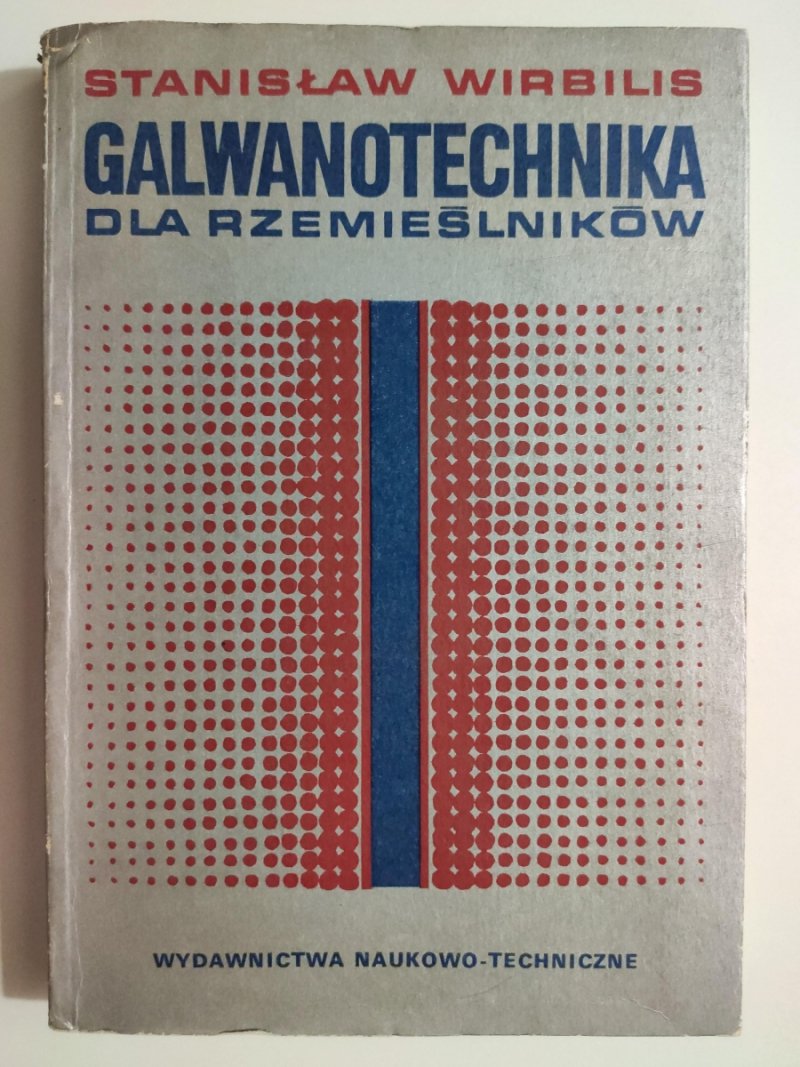 STANISŁAW WIRBILIS
GALWANOTECHNIKA
DLA RZEMIEŚLNIKÓW
WYDAWNICTWA NAUKOWO-TECHNICZNE